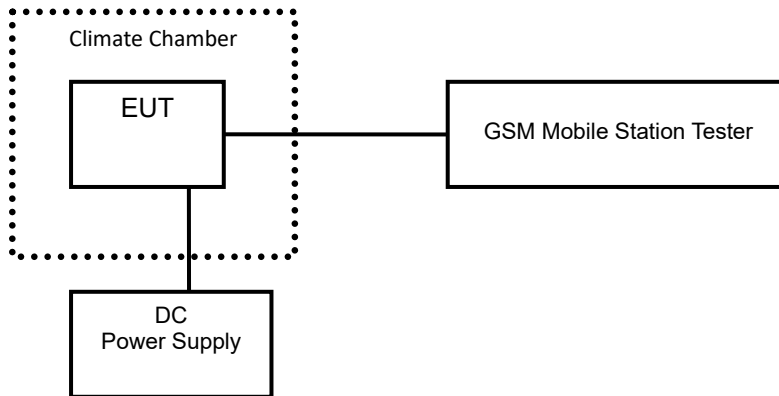 Climate Chamber
EUT
GSM Mobile Station Tester
DC
Power Supply